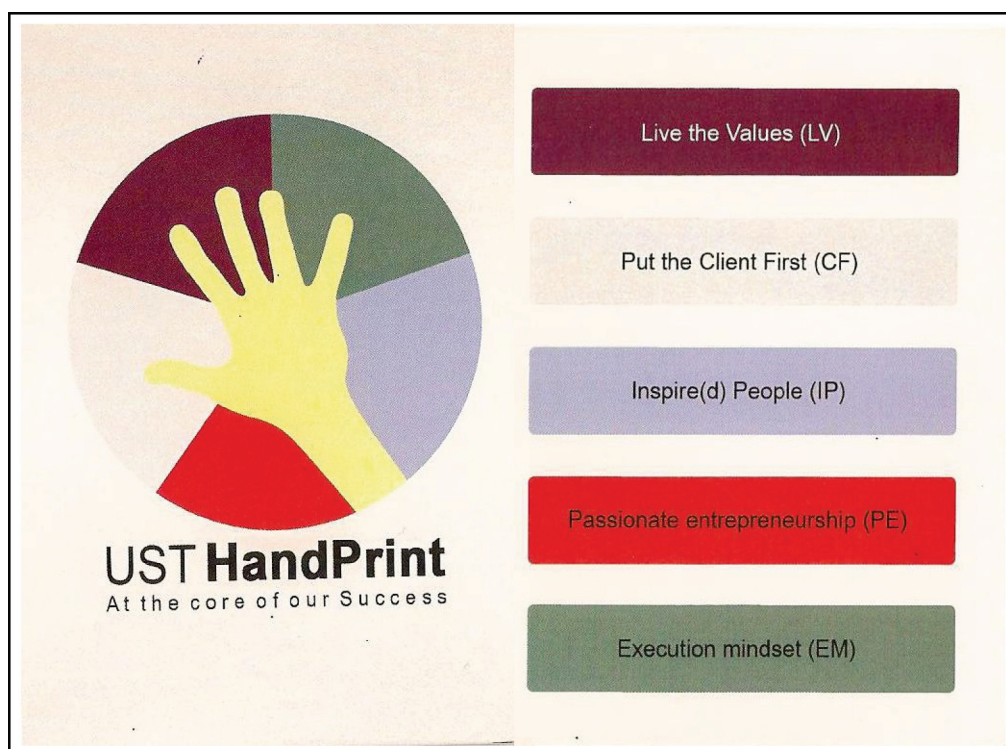 UST HandPrint
At the core of our Success
Live the Values (LV)
Put the Client First (CF)
Inspire(d) People (IP)
Passionate entrepreneurship (PE)
Execution mindset (EM)